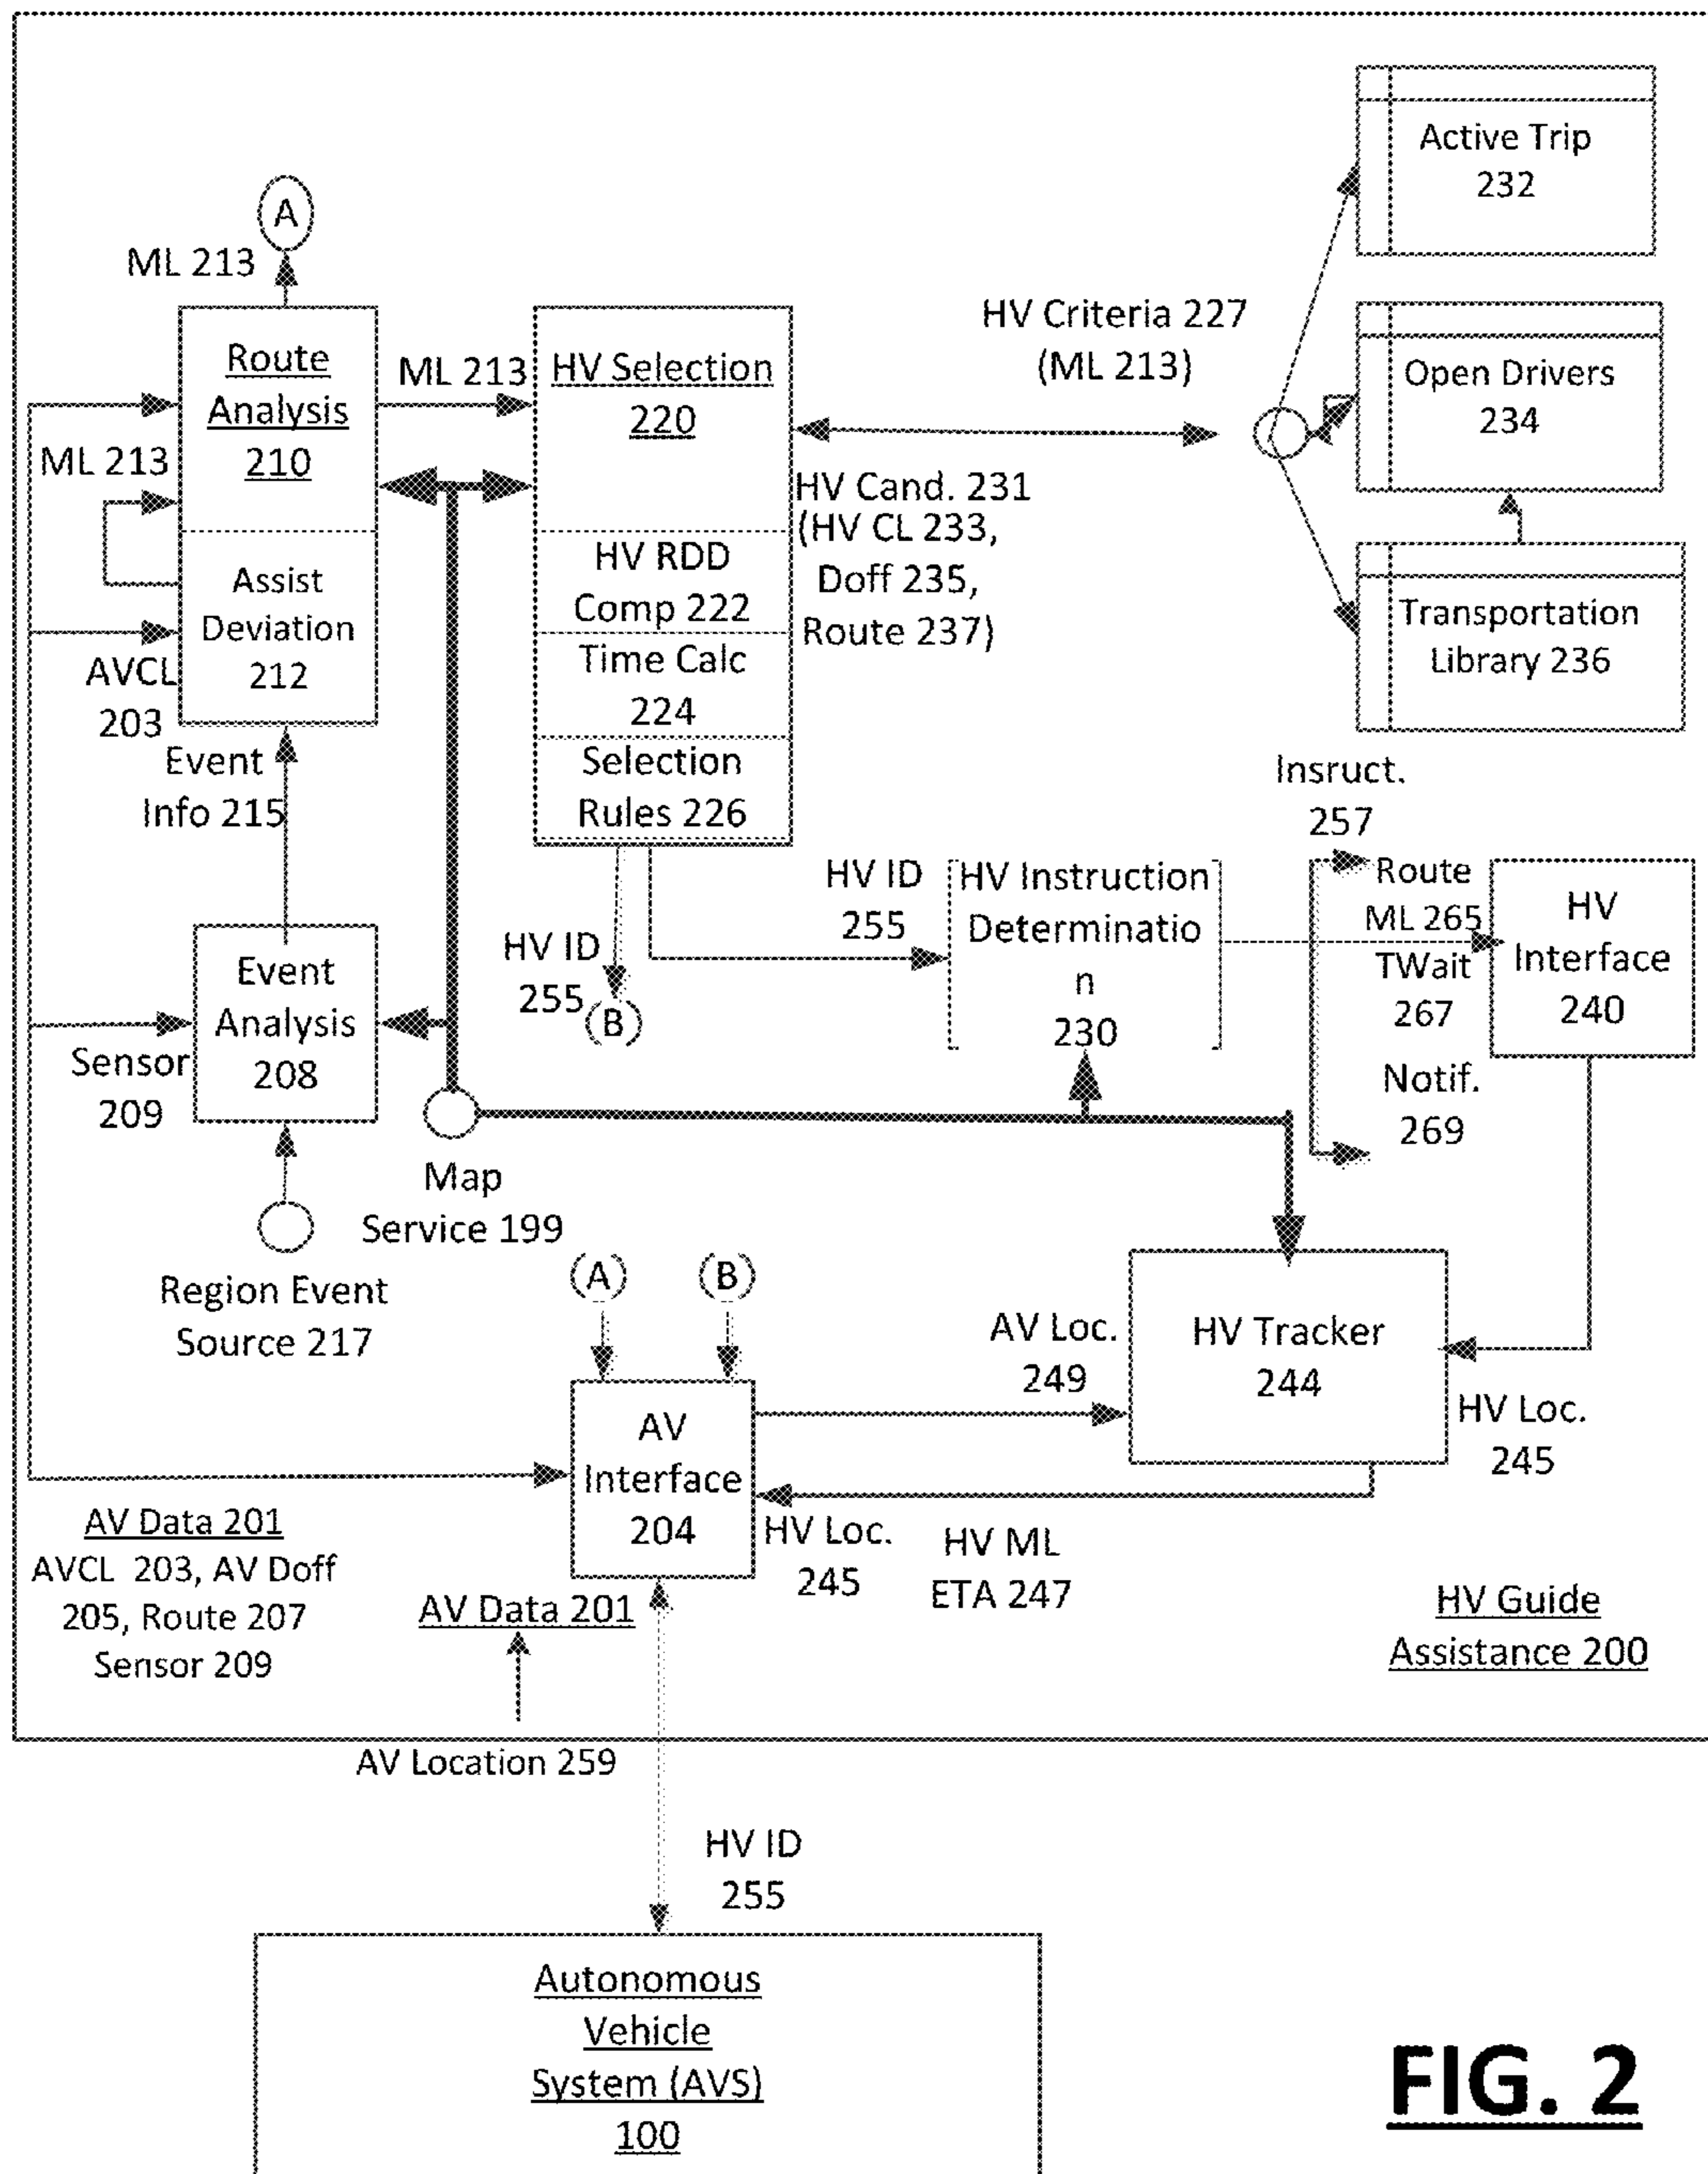 Active Trip
232
A
ML 213
HV Criteria 227
(ML 213)
Route
Analysis
210
ML 213
HV Selection
220
Open Drivers
234
ML 213
HV Cand. 231
(HV CL 233,
Doff 235,
Route 237)
HV RDD
Comp 222
Assist
Deviation
212
Transportation
Library 236
AVCL
203
Time Calc
224
Event
Info 215
Selection
Rules 226
Insruct.
257
HV ID
255
HV Instruction
Determinatio
n
230
Route
ML 265
TWait
267
HV
Interface
240
HV ID
255
(B)
Event
Analysis
208
Sensor
209
Notif.
269
Map
Service 199
Region Event
Source 217
(A)
(B)
AV Loc.
249
HV Tracker
244
AV
Interface
204
HV Loc.
245
AV Data 201
AVCL 203, AV Doff
205, Route 207
Sensor 209
HV Loc.
245
HV ML
ETA 247
AV Data 201
HV Guide
Assistance 200
AV Location 259
HV ID
255
Autonomous
Vehicle
System (AVS)
100
FIG. 2